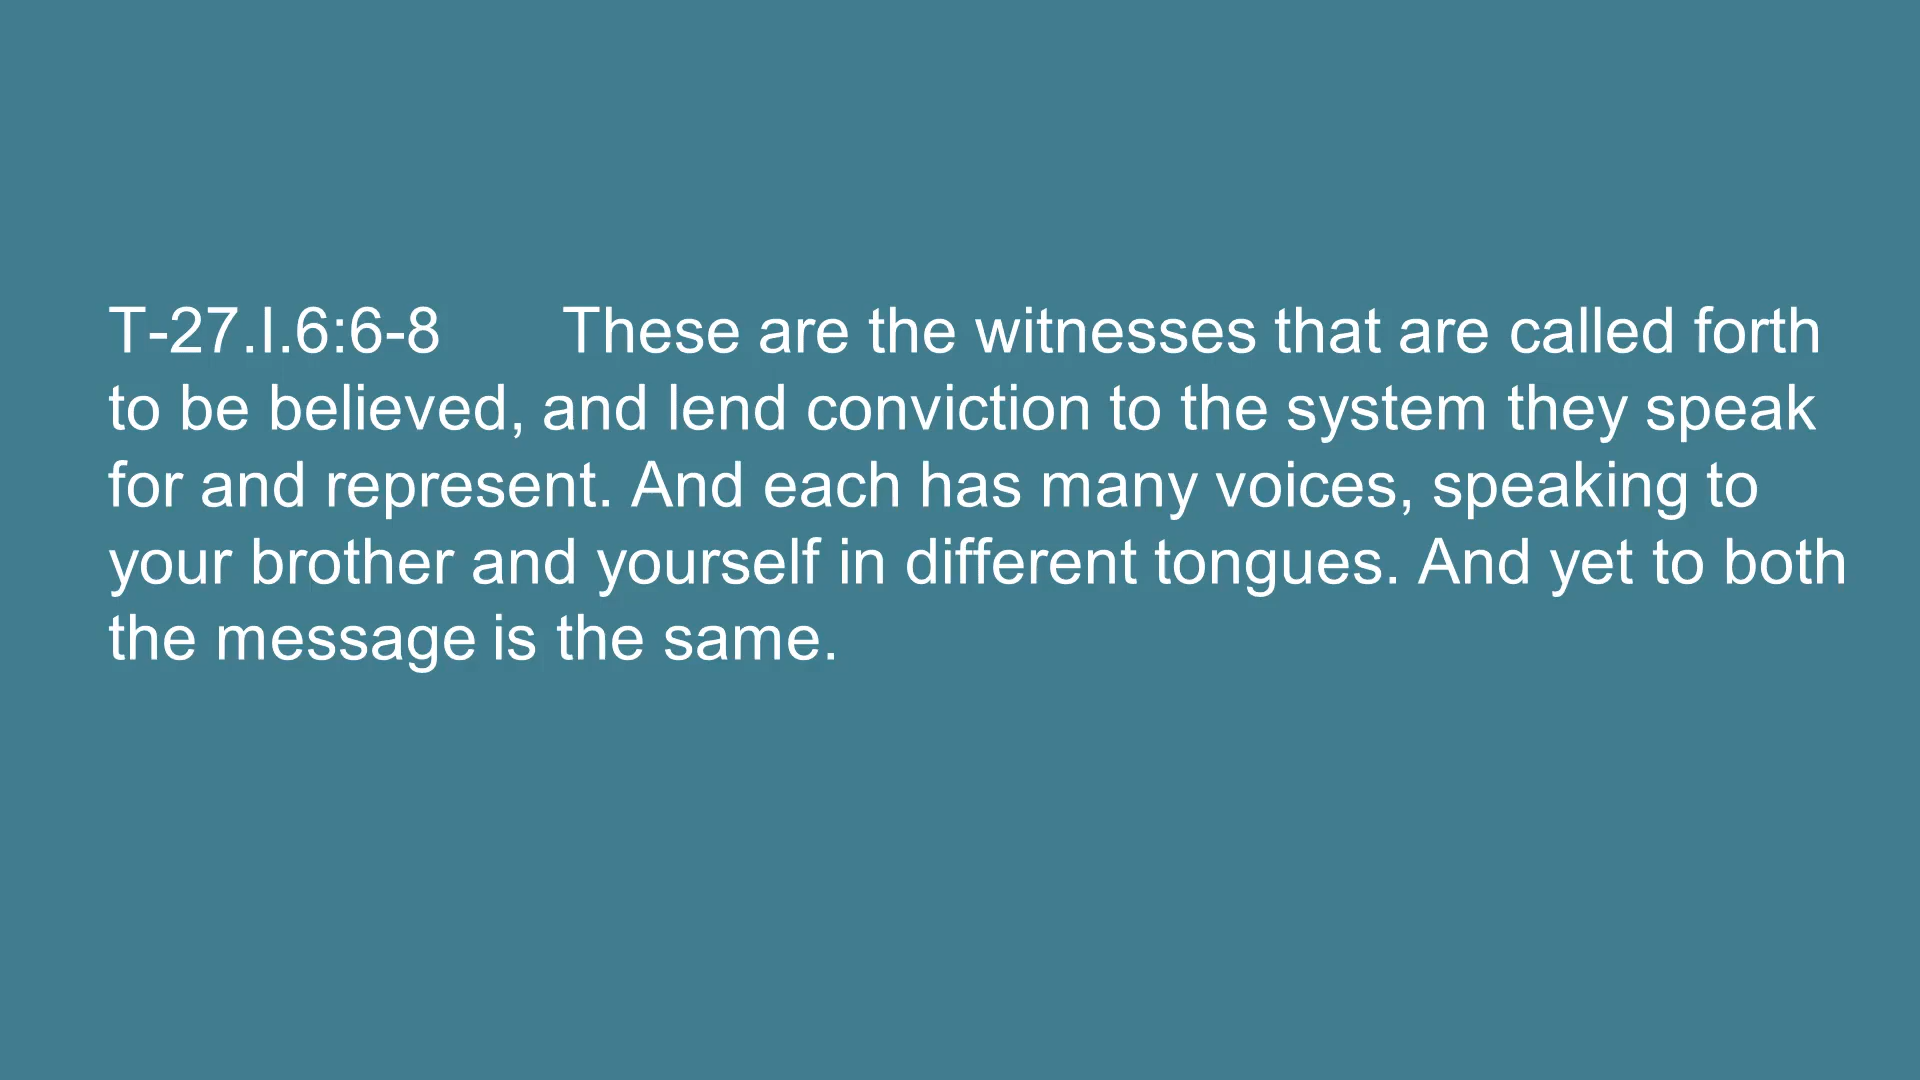 T-27.I.6:6-8 These are the witnesses that are called forth
to be believed, and lend conviction to the system they speak
for and represent. And each has many voices, speaking to
your brother and yourself in different tongues. And yet to both
the message is the same.